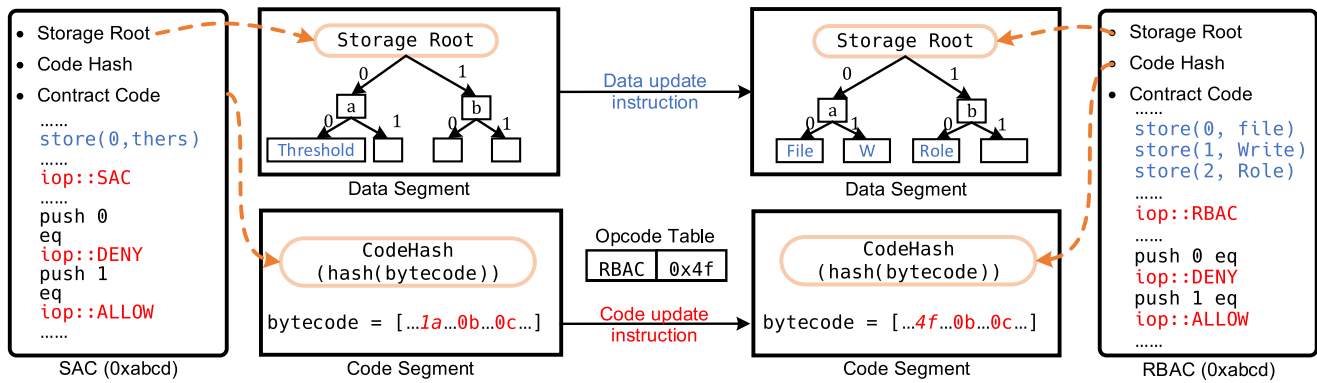 • Storage Root
• Code Hash
• Contract Code
……
store(0,thers)
……
iop::SAC
……
push 0
eq
iop::DENY
push 1
eq
iop::ALLOW
……
SAC (0xabcd)
Storage Root
0 1
a b
0 1 0 1
Threshold
Data Segment
CodeHash
(hash(bytecode))
bytecode = […1a…0b…0c…]
Code Segment
Data update
instruction
Opcode Table
RBAC 0x4f
Code update
instruction
Storage Root
0 1
a b
0 1 0 1
File W Role
Data Segment
CodeHash
(hash(bytecode))
bytecode = […4f…0b…0c…]
Code Segment
• Storage Root
• Code Hash
• Contract Code
……
store(0, file)
store(1, Write)
store(2, Role)
……
iop::RBAC
……
push 0 eq
iop::DENY
push 1 eq
iop::ALLOW
……
RBAC (0xabcd)